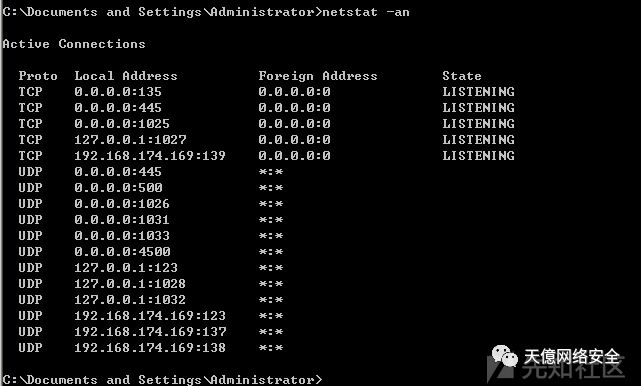 C:\Documents and Settings\Administrator>netstat -an
Active Connections
Proto Local Address Foreign Address State
TCP 0.0.0.0:135 0.0.0.0:0 LISTENING
TCP 0.0.0.0:445 0.0.0.0:0 LISTENING
TCP 0.0.0.0:1025 0.0.0.0:0 LISTENING
TCP 127.0.0.1:1027 0.0.0.0:0 LISTENING
TCP 192.168.174.169:139 0.0.0.0:0 LISTENING
UDP 0.0.0.0:445 *:*
UDP 0.0.0.0:500 *:*
UDP 0.0.0.0:1026 *:*
UDP 0.0.0.0:1031 *:*
UDP 0.0.0.0:1033 *:*
UDP 0.0.0.0:4500 *:*
UDP 127.0.0.1:123 *:*
UDP 127.0.0.1:1028 *:*
UDP 127.0.0.1:1032 *:*
UDP 192.168.174.169:123 *:*
UDP 192.168.174.169:137 *:*
UDP 192.168.174.169:138 *:*
天億网络安全
先知社区
C:\Documents and Settings\Administrator>